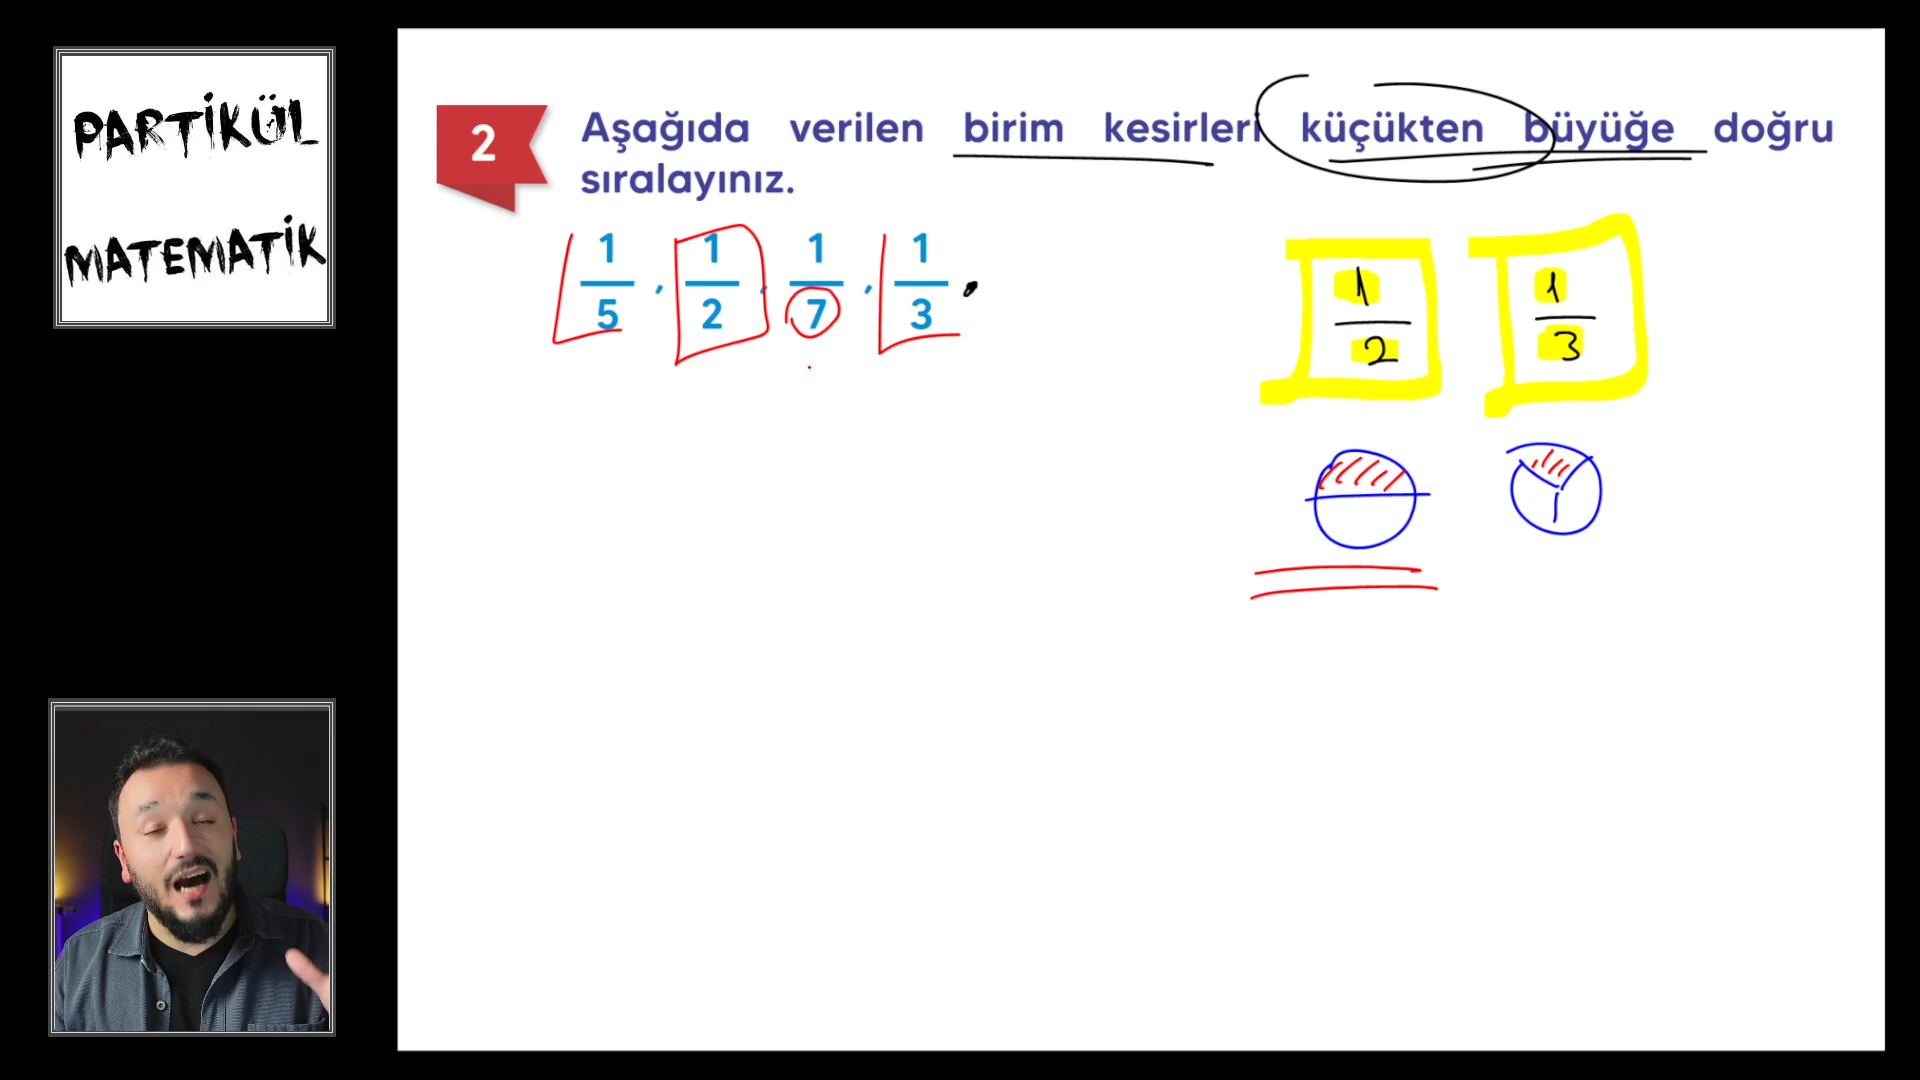 PARTİKÜL
MATEMATİK
2
Aşağıda verilen birim kesirleri küçükten büyüğe doğru
sıralayınız.
1/5 , 1/2 , 1/7 , 1/3 .
1/2 1/3